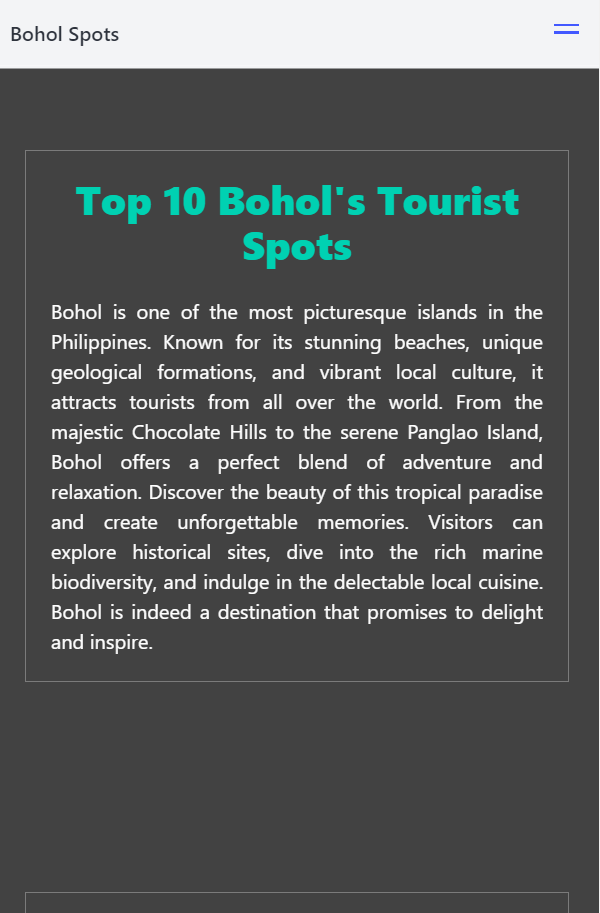 Bohol Spots
Top 10 Bohol's Tourist
Spots
Bohol is one of the most picturesque islands in the
Philippines. Known for its stunning beaches, unique
geological formations, and vibrant local culture, it
attracts tourists from all over the world. From the
majestic Chocolate Hills to the serene Panglao Island,
Bohol offers a perfect blend of adventure and
relaxation. Discover the beauty of this tropical paradise
and create unforgettable memories. Visitors can
explore historical sites, dive into the rich marine
biodiversity, and indulge in the delectable local cuisine.
Bohol is indeed a destination that promises to delight
and inspire.